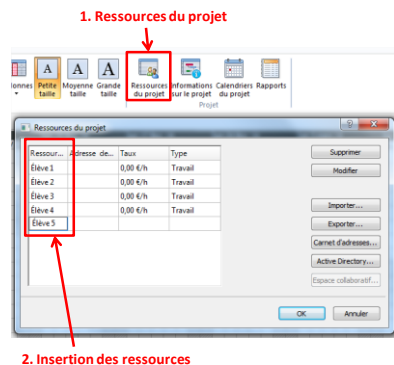 1. Ressources du projet
A A A
onnes Petite Moyenne Grande Ressources Informations Calendriers Rapports
taille taille taille du projet sur le projet du projet
Projet
Ressources du projet
Ressour... Adresse de... Taux Type
Élève 1 0,00 €/h Travail
Élève 2 0,00 €/h Travail
Élève 3 0,00 €/h Travail
Élève 4 0,00 €/h Travail
Élève 5
Supprimer
Modifier
Importer...
Exporter...
Carnet d'adresses...
Active Directory...
Espace collaboratif...
OK Annuler
2. Insertion des ressources